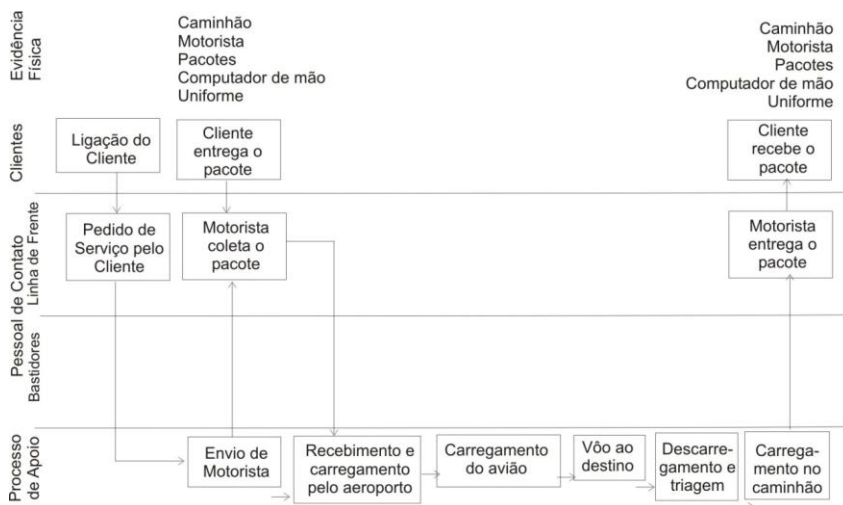 Evidência
Física
Caminhão
Motorista
Pacotes
Computador de mão
Uniforme
Caminhão
Motorista
Pacotes
Computador de mão
Uniforme
Clientes
Ligação do
Cliente
Cliente
entrega o
pacote
Cliente
recebe o
pacote
Pessoal de Contato
Linha de Frente
Pedido de
Serviço pelo
Cliente
Motorista
coleta o
pacote
Motorista
entrega o
pacote
Bastidores
Processo
de Apoio
Envio de
Motorista
Recebimento e
carregamento
pelo aeroporto
Carregamento
do avião
Vôo ao
destino
Descarre-
gamento e
triagem
Carrega-
mento no
caminhão